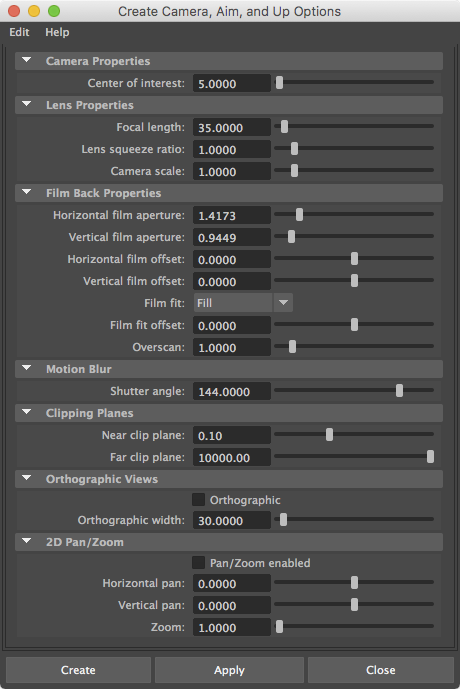 Create Camera, Aim, and Up Options
Edit Help
Camera Properties
Center of interest: 5.0000
Lens Properties
Focal length: 35.0000
Lens squeeze ratio: 1.0000
Camera scale: 1.0000
Film Back Properties
Horizontal film aperture: 1.4173
Vertical film aperture: 0.9449
Horizontal film offset: 0.0000
Vertical film offset: 0.0000
Film fit: Fill
Film fit offset: 0.0000
Overscan: 1.0000
Motion Blur
Shutter angle: 144.0000
Clipping Planes
Near clip plane: 0.10
Far clip plane: 10000.00
Orthographic Views
Orthographic
Orthographic width: 30.0000
2D Pan/Zoom
Pan/Zoom enabled
Horizontal pan: 0.0000
Vertical pan: 0.0000
Zoom: 1.0000
Create Apply Close